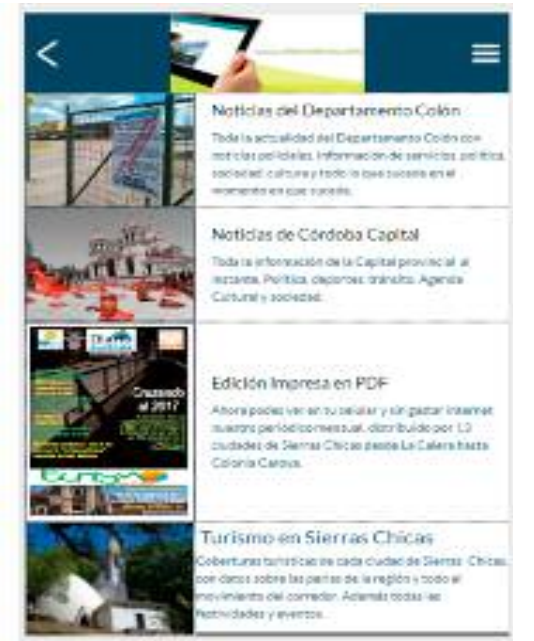 Noticias del Departamento Colón
Toda la actualidad del Departamento Colón con
noticias policiales, información de servicios, política,
sociedad, cultura y todo lo que sucede en el
momento en que sucede.
Noticias de Córdoba Capital
Toda la información de la Capital provincial al
instante. Política, deportes, tránsito, Agenda
Cultural y sociedad.
Cruzando
al 2017
Edición Impresa en PDF
Ahora podes ver en tu celular y sin gastar internet
nuestro periódico mensual, distribuido por 13
ciudades de Sierras Chicas desde La Calera hasta
Colonia Caroya.
Turismo en Sierras Chicas
Coberturas turísticas de cada ciudad de Sierras Chicas,
con datos sobre las perlas de la región y todo el
movimiento del corredor. Además todas las
festividades y eventos.